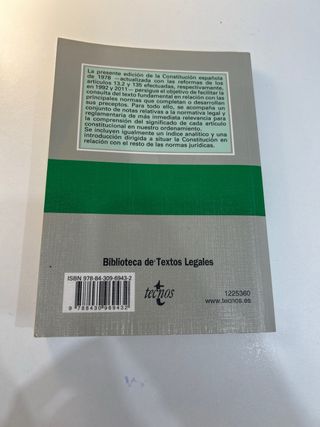 La presente edición de la Constitución española
de 1978 —actualizada con las reformas de los
artículos 13.2 y 135 efectuadas, respectivamente,
en 1992 y 2011— persigue el objetivo de facilitar la
consulta del texto fundamental en relación con las
principales normas que completan o desarrollan
sus preceptos. Para todo ello, se acompaña un
conjunto de notas relativas a la normativa legal y
reglamentaria de más inmediata relevancia para
la comprensión del significado de cada artículo
constitucional en nuestro ordenamiento.
Se incluyen igualmente un índice analítico y una
introducción dirigida a situar la Constitución en
relación con el resto de las normas jurídicas.
Biblioteca de Textos Legales
ISBN 978-84-309-6943-2
9 788430 969432
tecnos
1225360
www.tecnos.es